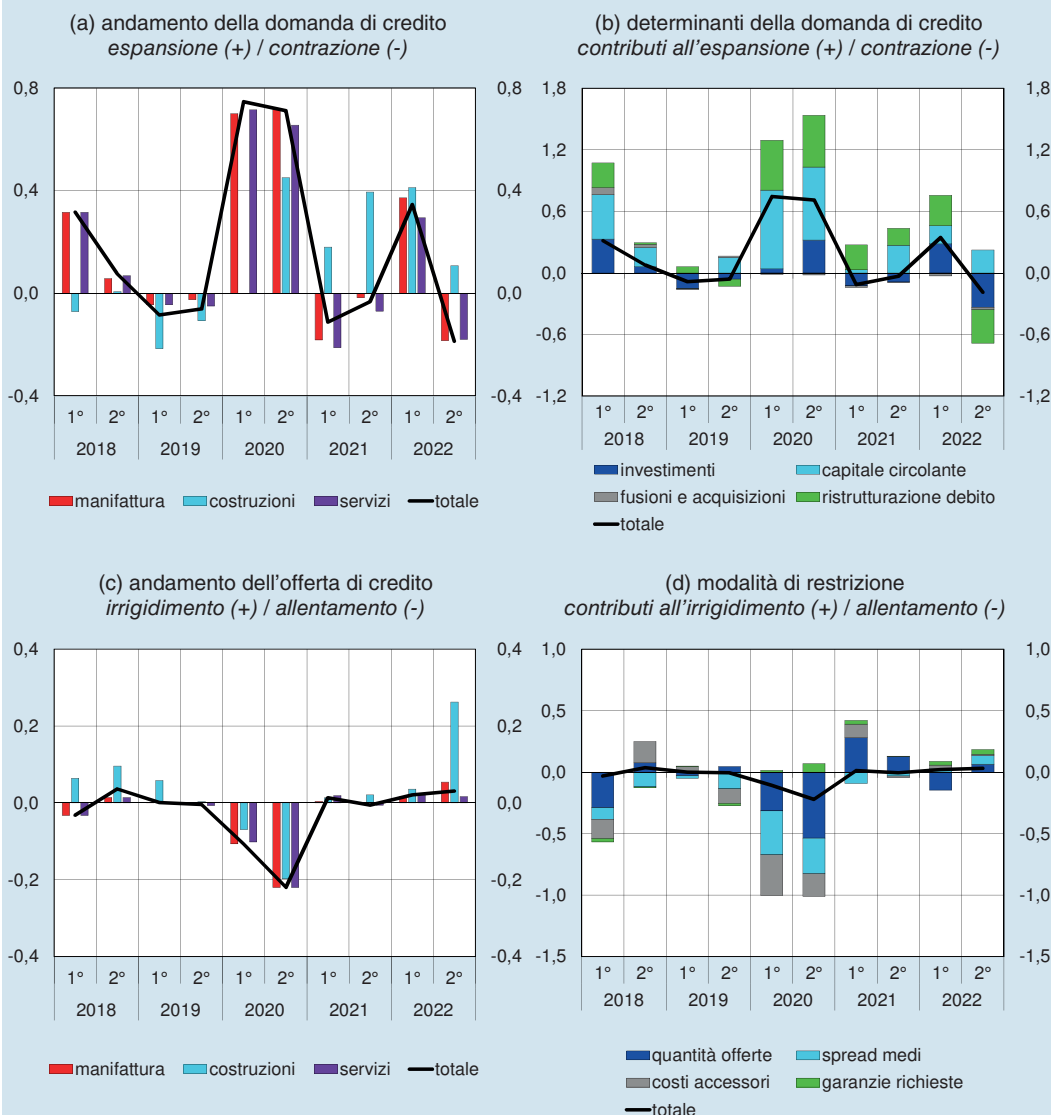 (a) andamento della domanda di credito
espansione (+) / contrazione (-)
0,8 0,8
0,4 0,4
0,0 0,0
-0,4 -0,4
1° 2° 1° 2° 1° 2° 1° 2° 1° 2°
2018 2019 2020 2021 2022
manifattura costruzioni servizi totale
(b) determinanti della domanda di credito
contributi all'espansione (+) / contrazione (-)
1,8 1,8
1,2 1,2
0,6 0,6
0,0 0,0
-0,6 -0,6
-1,2 -1,2
1° 2° 1° 2° 1° 2° 1° 2° 1° 2°
2018 2019 2020 2021 2022
investimenti capitale circolante
fusioni e acquisizioni ristrutturazione debito
totale
(c) andamento dell'offerta di credito
irrigidimento (+) / allentamento (-)
0,4 0,4
0,2 0,2
0,0 0,0
-0,2 -0,2
-0,4 -0,4
1° 2° 1° 2° 1° 2° 1° 2° 1° 2°
2018 2019 2020 2021 2022
manifattura costruzioni servizi totale
(d) modalità di restrizione
contributi all'irrigidimento (+) / allentamento (-)
1,0 1,0
0,5 0,5
0,0 0,0
-0,5 -0,5
-1,0 -1,0
-1,5 -1,5
1° 2° 1° 2° 1° 2° 1° 2° 1° 2°
2018 2019 2020 2021 2022
quantità offerte spread medi
costi accessori garanzie richieste
totale